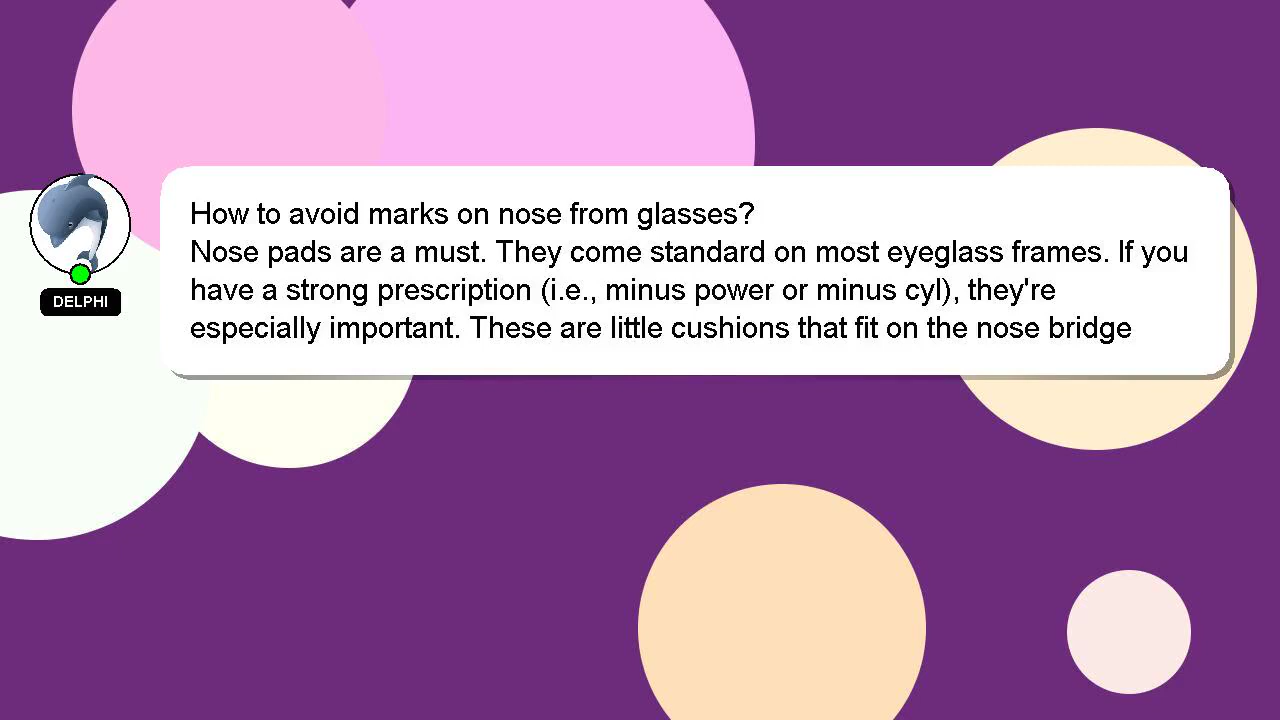 How to avoid marks on nose from glasses?
Nose pads are a must. They come standard on most eyeglass frames. If you
have a strong prescription (i.e., minus power or minus cyl), they're
especially important. These are little cushions that fit on the nose bridge
DELPHI